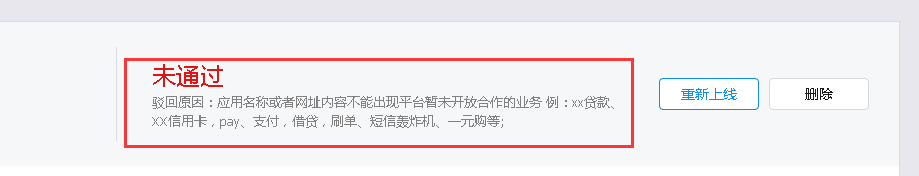 未通过
驳回原因：应用名称或者网址内容不能出现平台暂未开放合作的业务 例：xx贷款、
XX信用卡，pay、支付，借贷，刷单、短信轰炸机、一元购等;
重新上线
删除